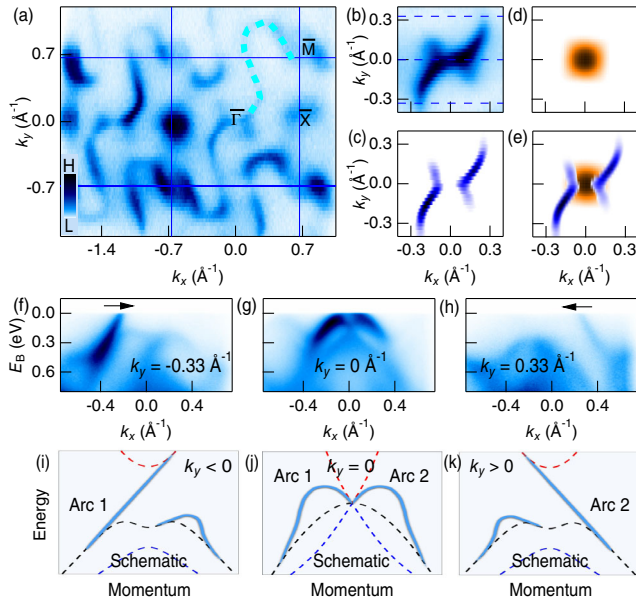 (a)
0.7
0.0
-0.7
k_y (Å⁻¹)
H
L
M̅
Γ̅
X̅
-1.4
-0.7
0.0
0.7
k_x (Å⁻¹)
(b)
0.3
0.0
-0.3
k_y (Å⁻¹)
(d)
(c)
0.3
0.0
-0.3
k_y (Å⁻¹)
-0.3
0.0
0.3
k_x (Å⁻¹)
(e)
-0.3
0.0
0.3
k_x (Å⁻¹)
(f)
0.0
0.3
0.6
E_B (eV)
k_y = -0.33 Å⁻¹
-0.4
0.0
0.4
k_x (Å⁻¹)
(g)
k_y = 0 Å⁻¹
-0.4
0.0
0.4
k_x (Å⁻¹)
(h)
k_y = 0.33 Å⁻¹
-0.4
0.0
0.4
k_x (Å⁻¹)
(i)
k_y < 0
Arc 1
Energy
Schematic
Momentum
(j)
k_y = 0
Arc 1
Arc 2
Schematic
Momentum
(k)
k_y > 0
Arc 2
Schematic
Momentum